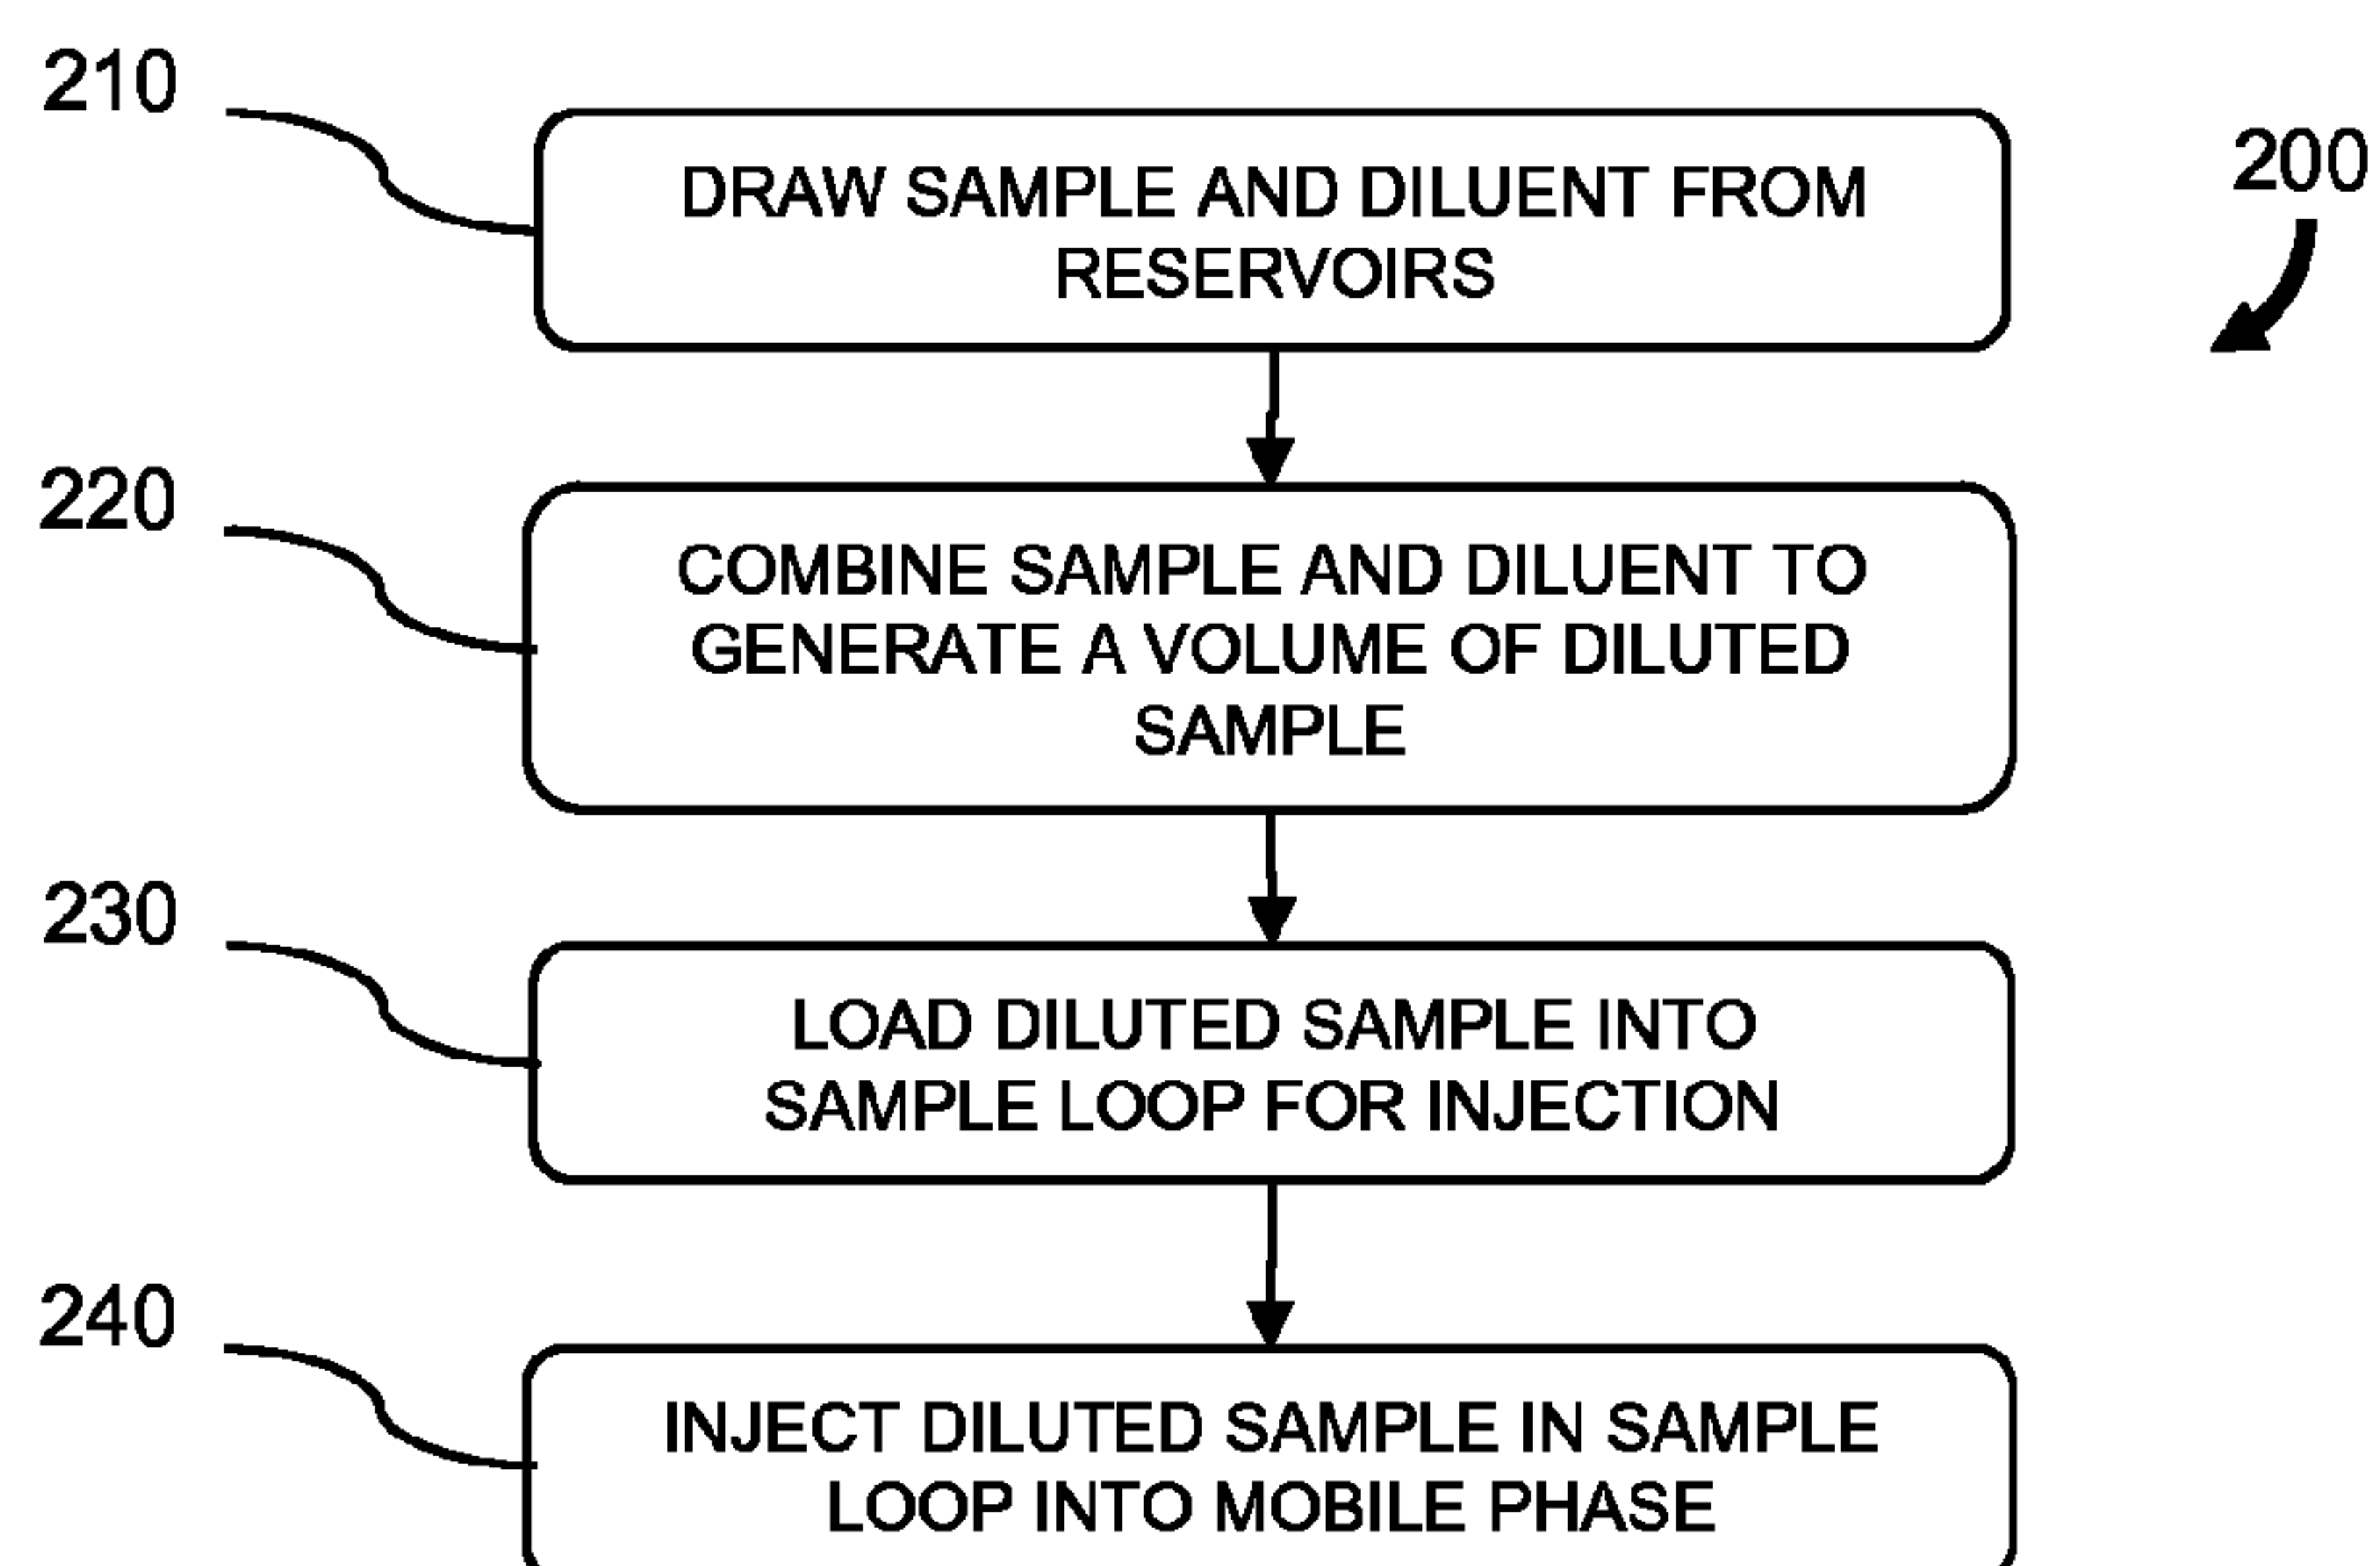 210
DRAW SAMPLE AND DILUENT FROM
RESERVOIRS
200
220
COMBINE SAMPLE AND DILUENT TO
GENERATE A VOLUME OF DILUTED
SAMPLE
230
LOAD DILUTED SAMPLE INTO
SAMPLE LOOP FOR INJECTION
240
INJECT DILUTED SAMPLE IN SAMPLE
LOOP INTO MOBILE PHASE